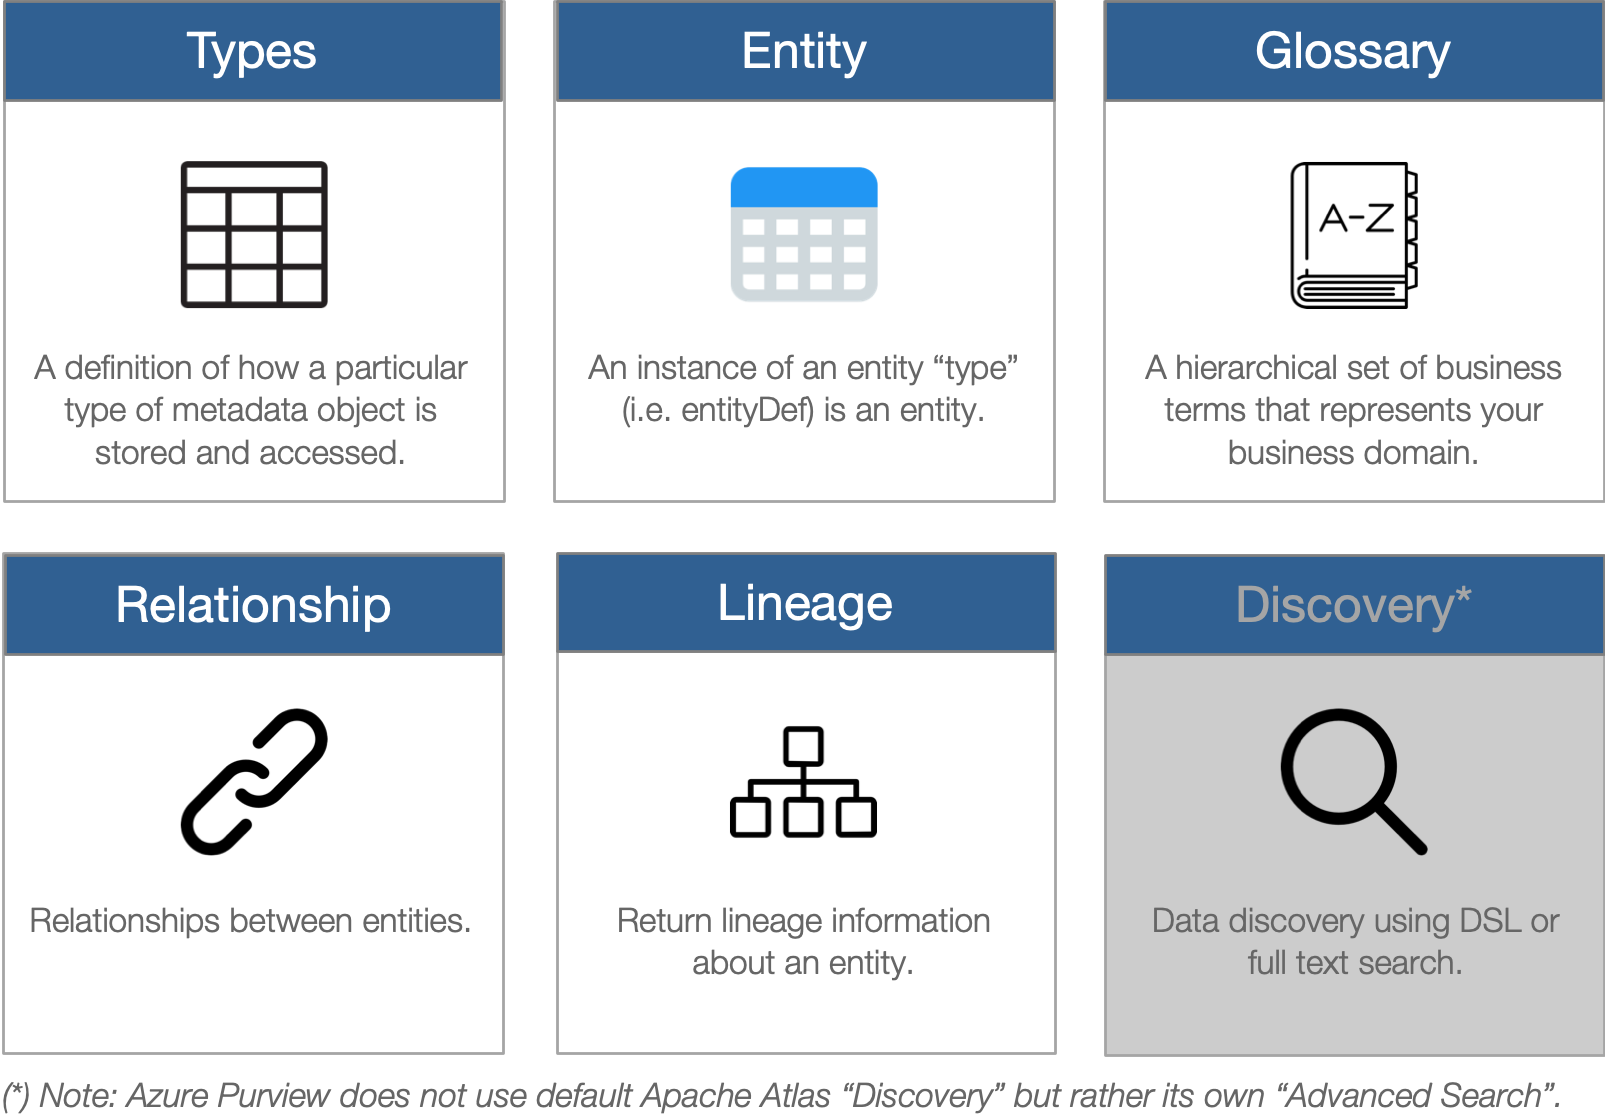 Types
A definition of how a particular
type of metadata object is
stored and accessed.
Entity
An instance of an entity “type”
(i.e. entityDef) is an entity.
Glossary
A-Z
A hierarchical set of business
terms that represents your
business domain.
Relationship
Relationships between entities.
Lineage
Return lineage information
about an entity.
Discovery*
Data discovery using DSL or
full text search.
(*) Note: Azure Purview does not use default Apache Atlas “Discovery” but rather its own “Advanced Search”.